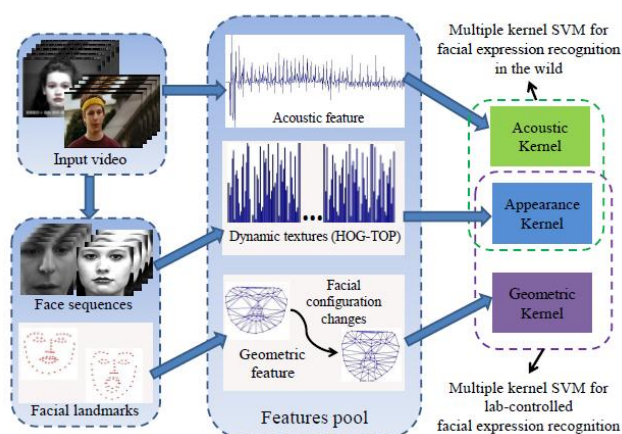 Input video
Face sequences
Facial landmarks
Acoustic feature
Dynamic textures (HOG-TOP)
Facial
configuration
changes
Geometric
feature
Features pool
Multiple kernel SVM for
facial expression recognition
in the wild
Acoustic
Kernel
Appearance
Kernel
Geometric
Kernel
Multiple kernel SVM for
lab-controlled
facial expression recognition